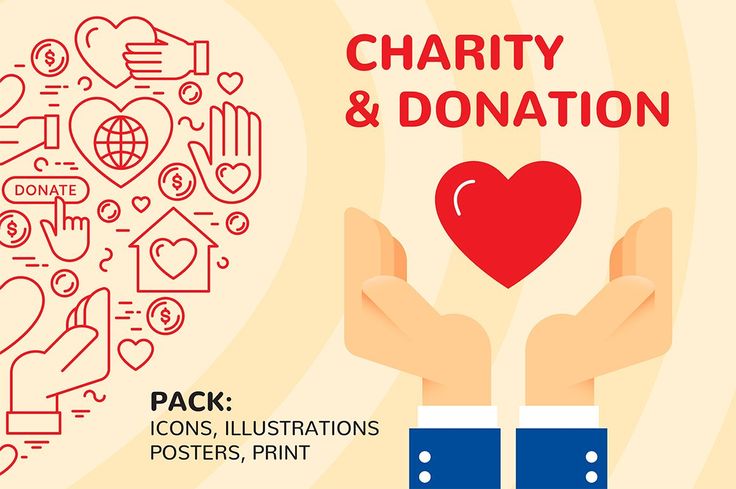 CHARITY
& DONATION
DONATE
$
$
$
$
PACK:
ICONS, ILLUSTRATIONS
POSTERS, PRINT